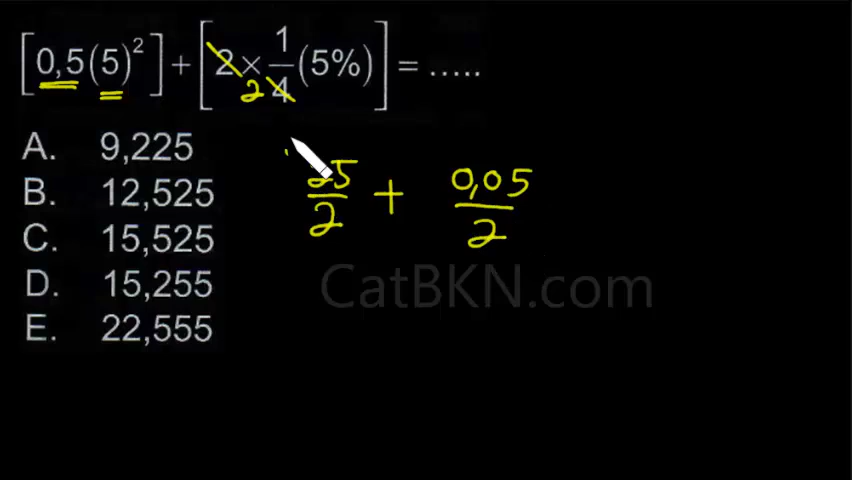 [0,5(5)²] + [2 × 1/4 (5%)] = .....
2
A. 9,225
B. 12,525
C. 15,525
D. 15,255
E. 22,555
25/2 + 0,05/2
CatBKN.com